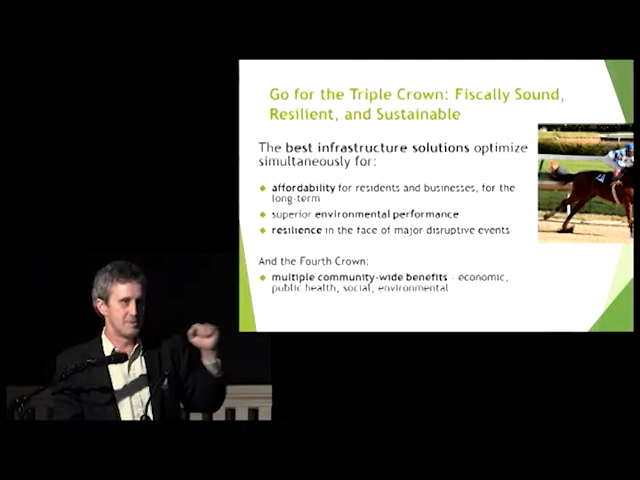 Go for the Triple Crown: Fiscally Sound,
Resilient, and Sustainable
The best infrastructure solutions optimize
simultaneously for:
affordability for residents and businesses, for the
long-term
superior environmental performance
resilience in the face of major disruptive events
And the Fourth Crown:
multiple community-wide benefits - economic,
public health, social, environmental